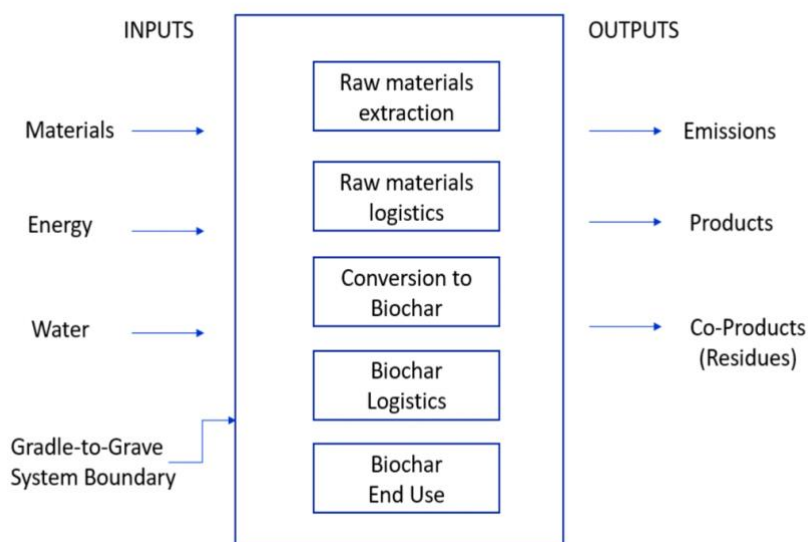 INPUTS
OUTPUTS
Raw materials
extraction
Materials
Emissions
Raw materials
logistics
Energy
Products
Conversion to
Biochar
Water
Co-Products
(Residues)
Biochar
Logistics
Gradle-to-Grave
System Boundary
Biochar
End Use